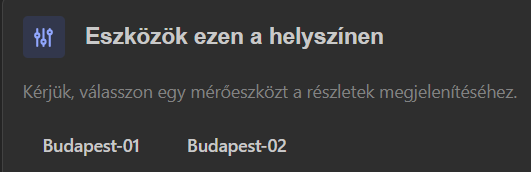 Eszközök ezen a helyszínen
Kérjük, válasszon egy mérőeszközt a részletek megjelenítéséhez.
Budapest-01 Budapest-02